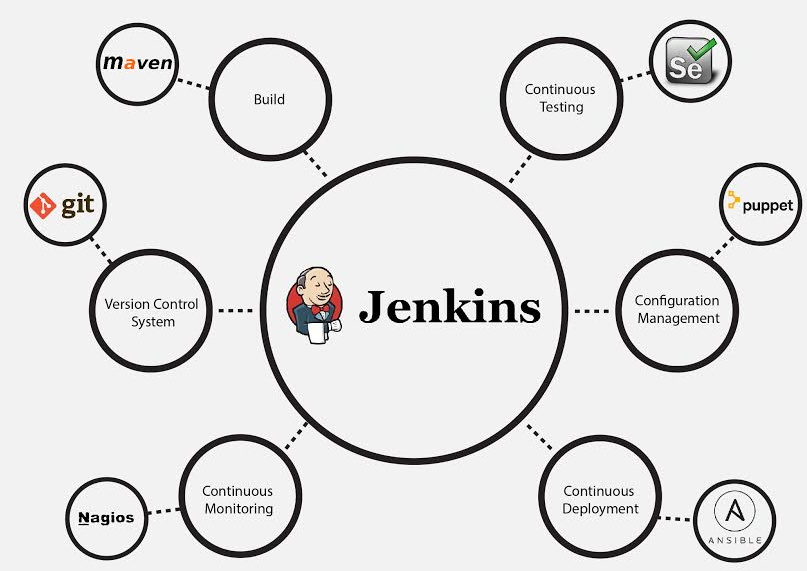 maven
Build
Continuous
Testing
Se
git
puppet
Version Control
System
Jenkins
Configuration
Management
Nagios
Continuous
Monitoring
Continuous
Deployment
ANSIBLE